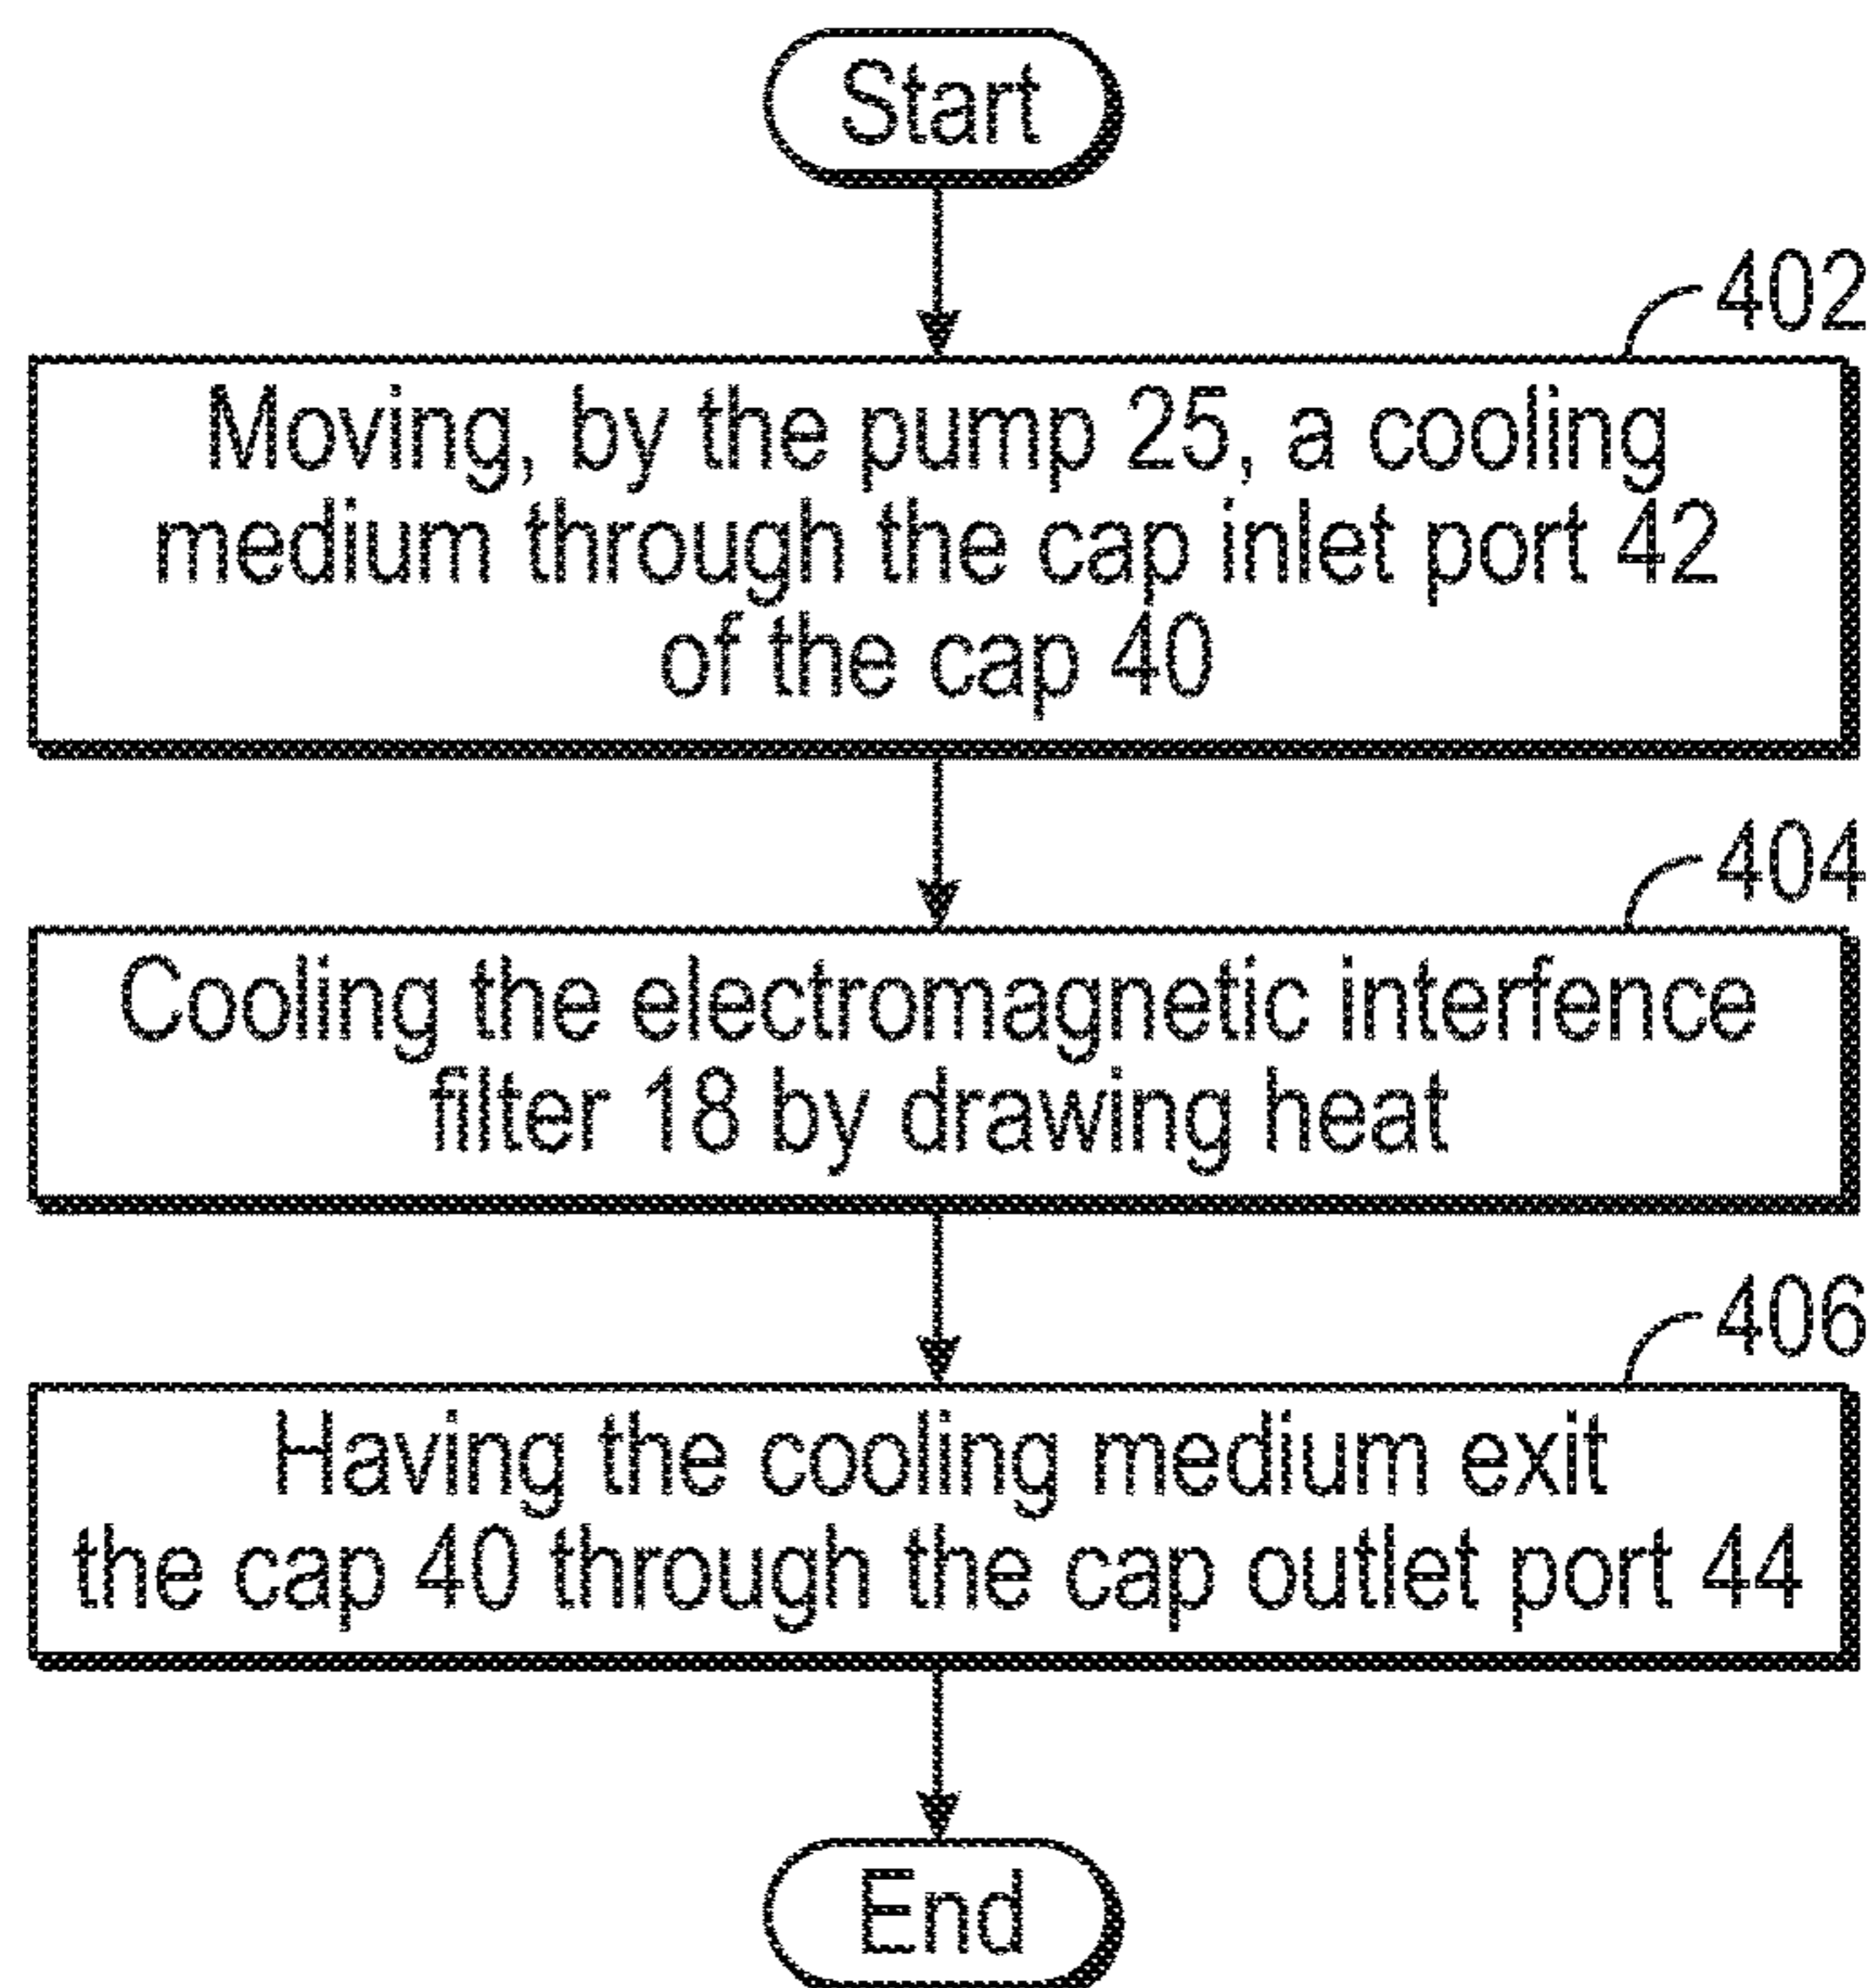 Start
402
Moving, by the pump 25, a cooling
medium through the cap inlet port 42
of the cap 40
404
Cooling the electromagnetic interfence
filter 18 by drawing heat
406
Having the cooling medium exit
the cap 40 through the cap outlet port 44
End